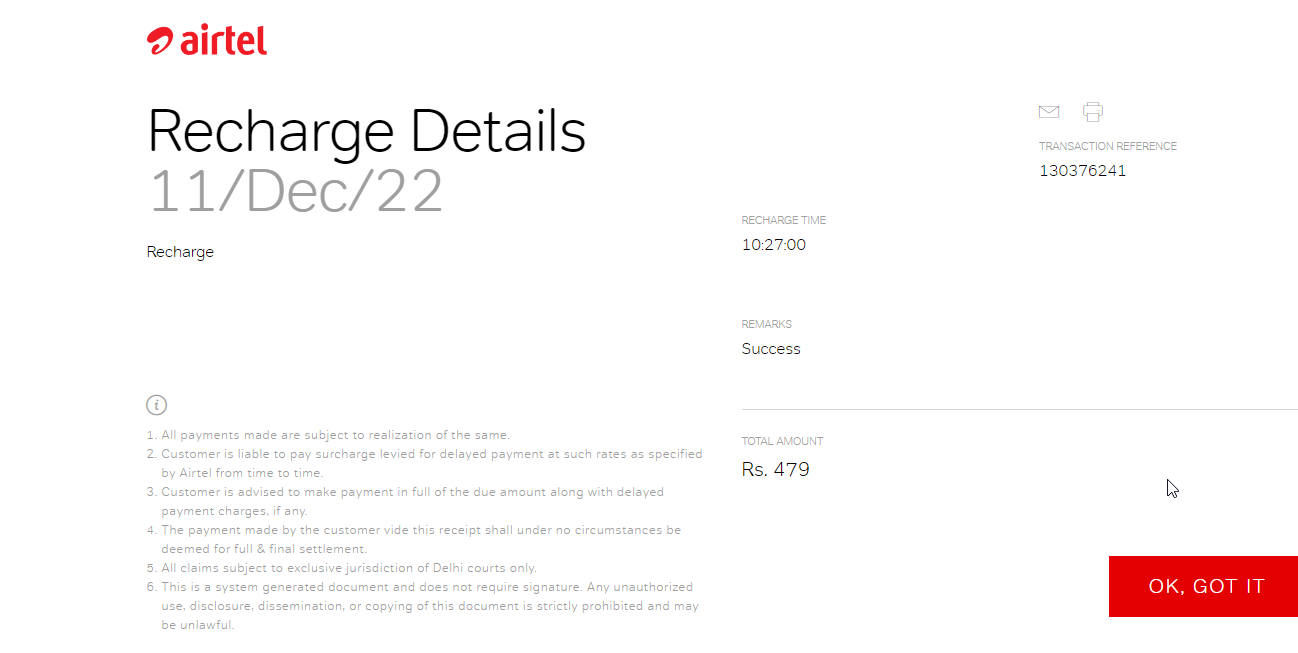 airtel
Recharge Details
11/Dec/22
Recharge
TRANSACTION REFERENCE
130376241
RECHARGE TIME
10:27:00
REMARKS
Success
TOTAL AMOUNT
Rs. 479
i
1. All payments made are subject to realization of the same.
2. Customer is liable to pay surcharge levied for delayed payment at such rates as specified
by Airtel from time to time.
3. Customer is advised to make payment in full of the due amount along with delayed
payment charges, if any.
4. The payment made by the customer vide this receipt shall under no circumstances be
deemed for full & final settlement.
5. All claims subject to exclusive jurisdiction of Delhi courts only.
6. This is a system generated document and does not require signature. Any unauthorized
use, disclosure, dissemination, or copying of this document is strictly prohibited and may
be unlawful.
OK, GOT IT